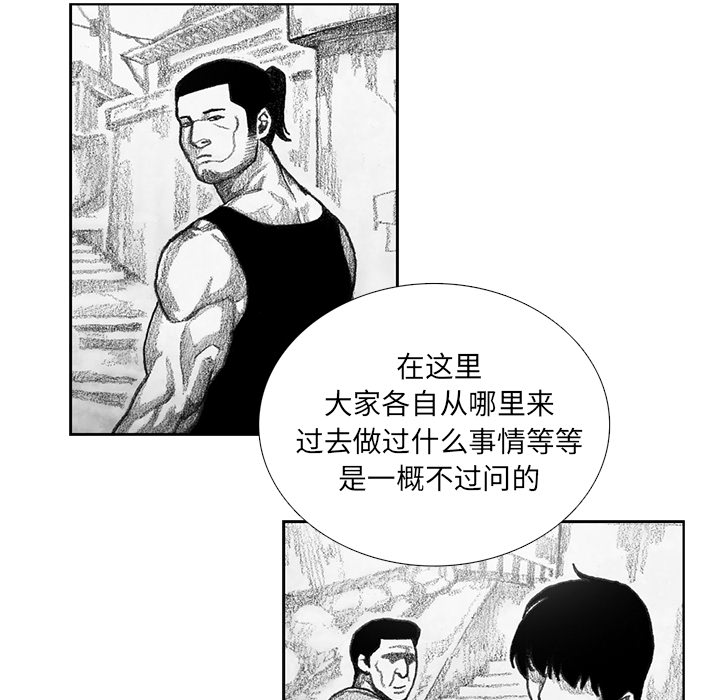 在这里
大家各自从哪里来
过去做过什么事情等等
是一概不过问的